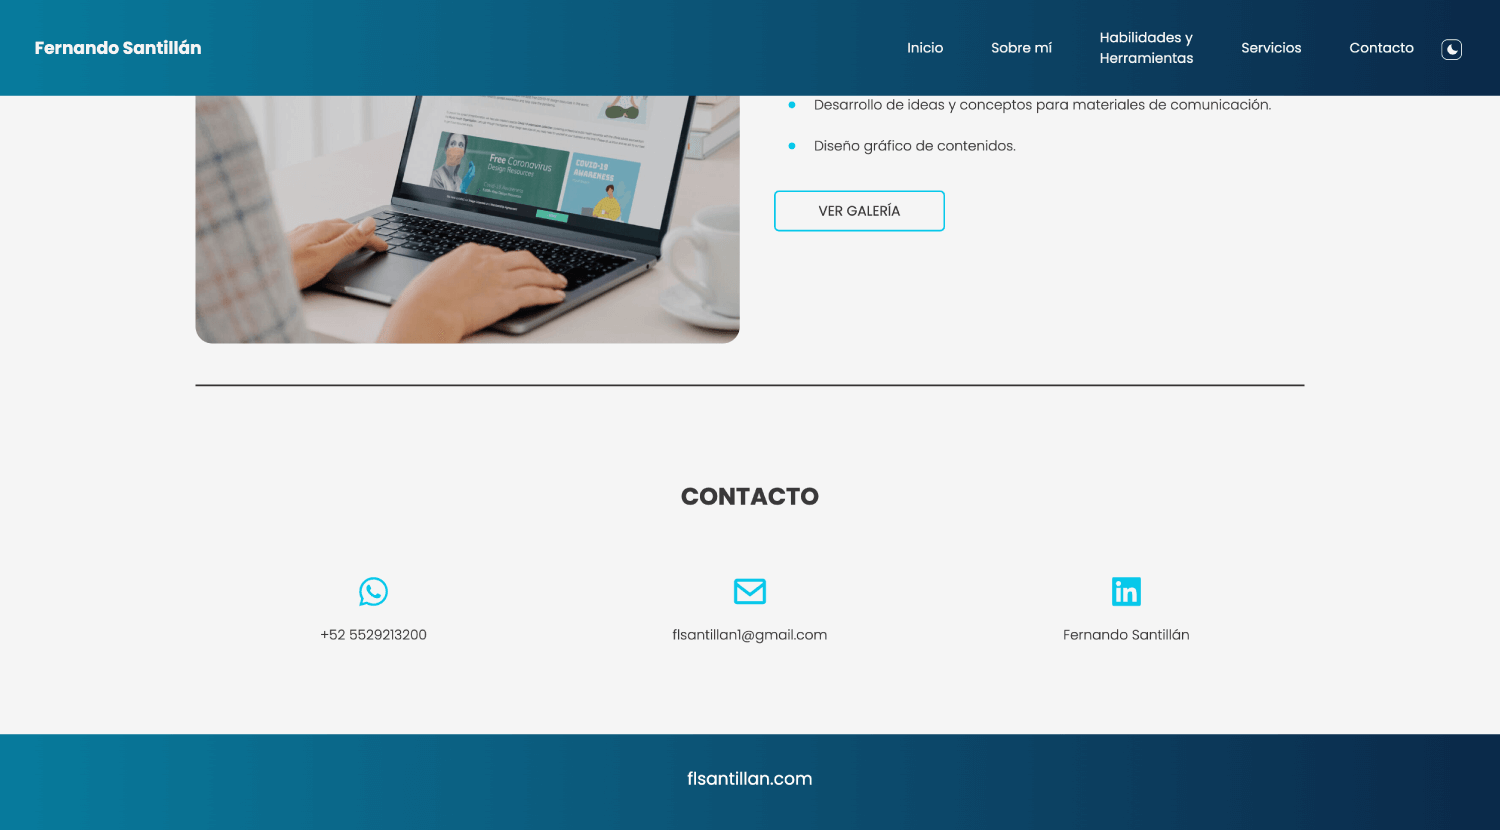 Fernando Santillán
Inicio
Sobre mí
Habilidades y
Herramientas
Servicios
Contacto
Desarrollo de ideas y conceptos para materiales de comunicación.
Diseño gráfico de contenidos.
VER GALERÍA
Free Coronavirus
Design Resources
COVID-19
AWARENESS
CONTACTO
+52 5529213200
flsantillan1@gmail.com
Fernando Santillán
flsantillan.com